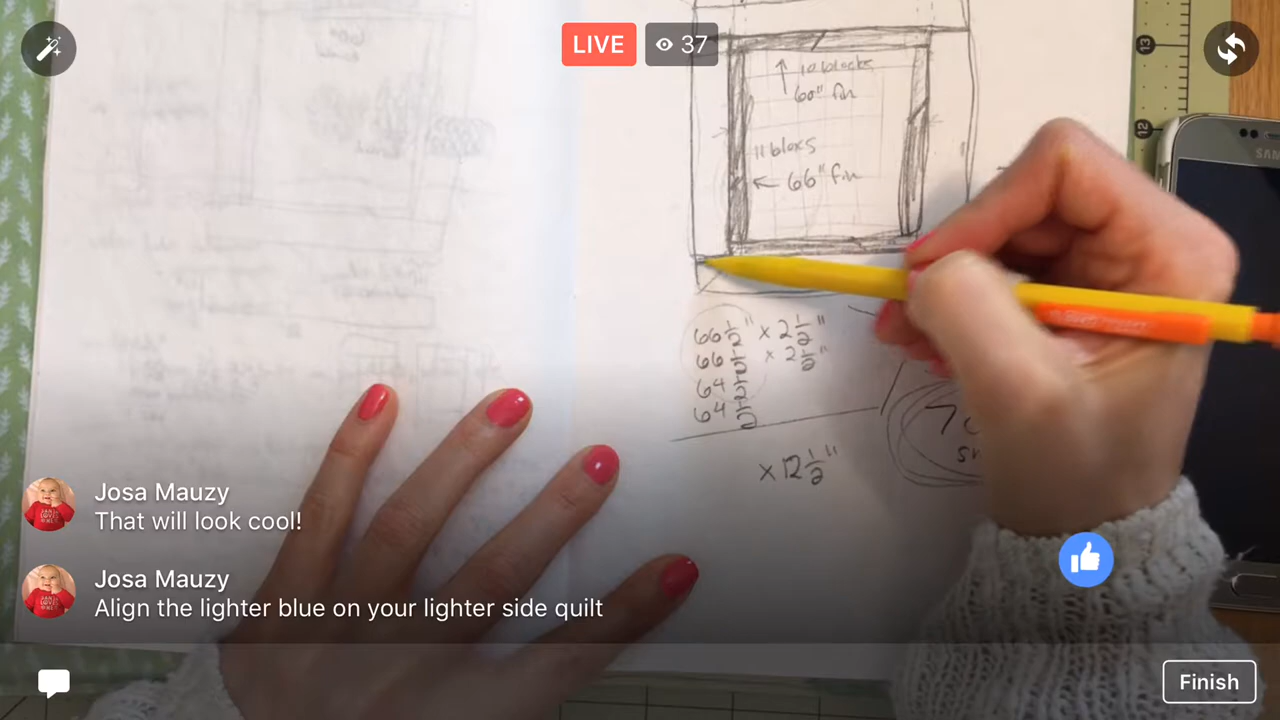 LIVE 37
13
10 blocks
60" fin
12
SAMS
11 blocs
← 66" fin
66 1/2" x 2 1/2"
66 1/2 x 2 1/2"
64 1/2
64 1/2
x 12 1/2"
Josa Mauzy
That will look cool!
Josa Mauzy
Align the lighter blue on your lighter side quilt
Finish